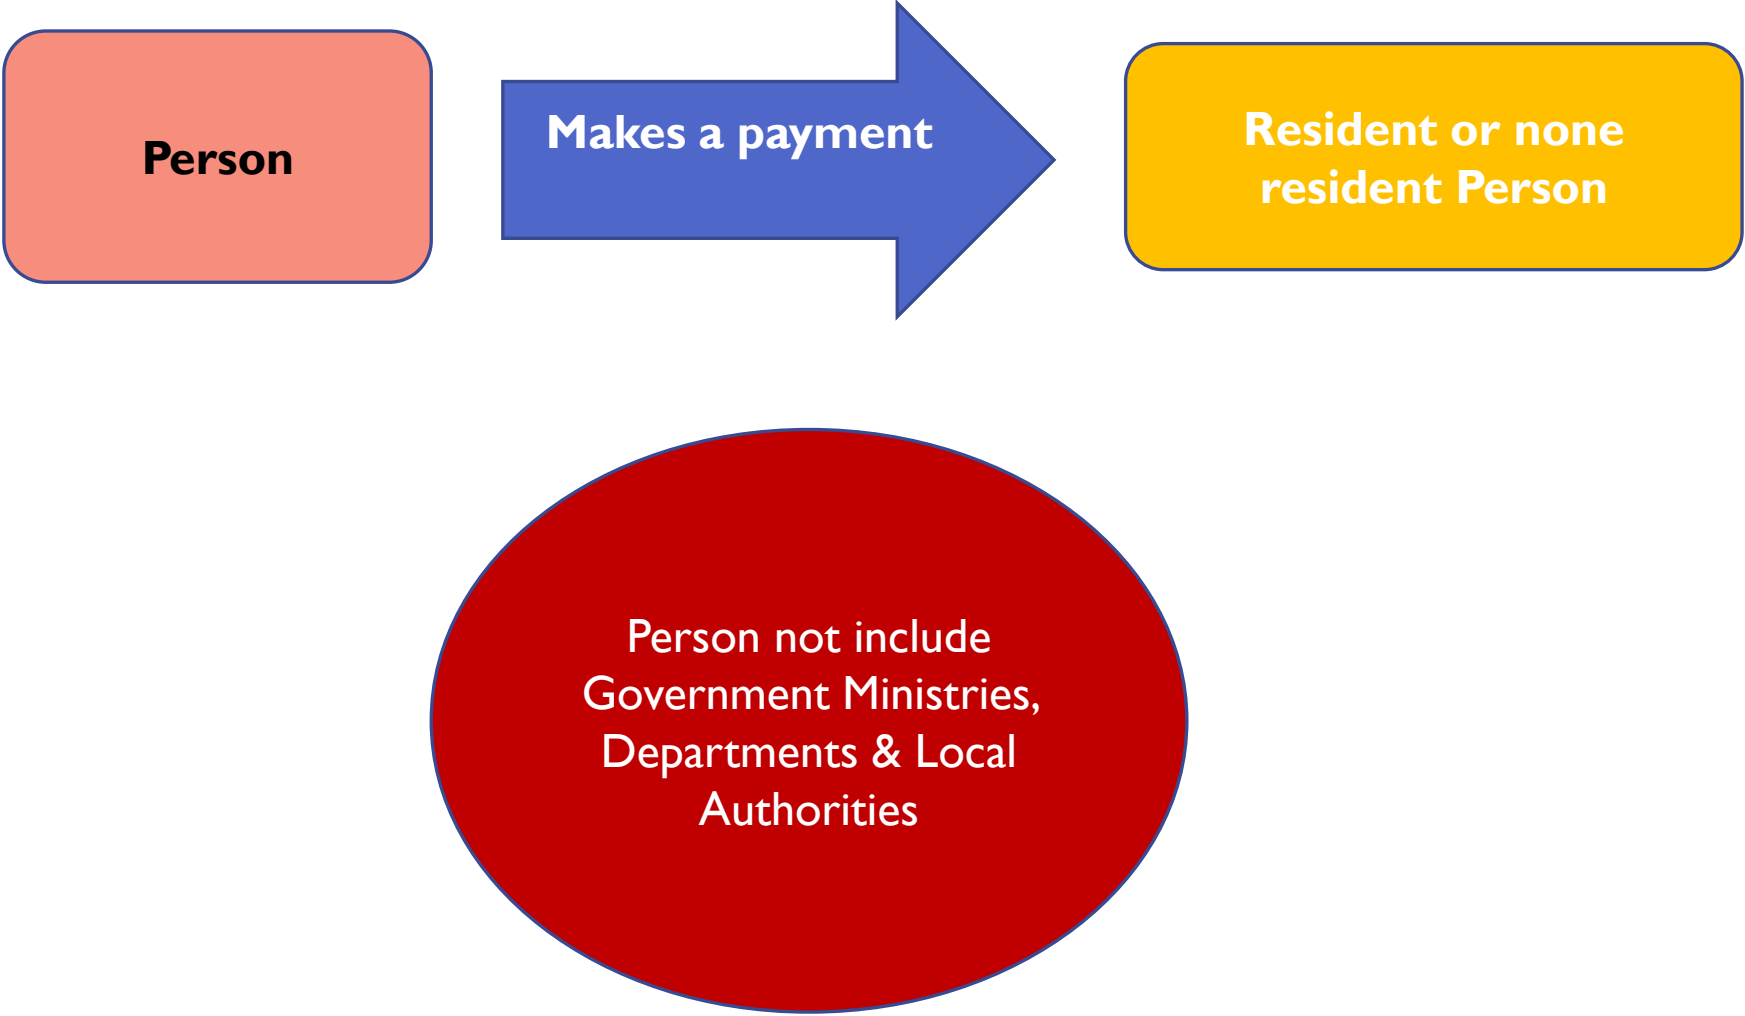 Person
Makes a payment
Resident or none
resident Person
Person not include
Government Ministries,
Departments & Local
Authorities